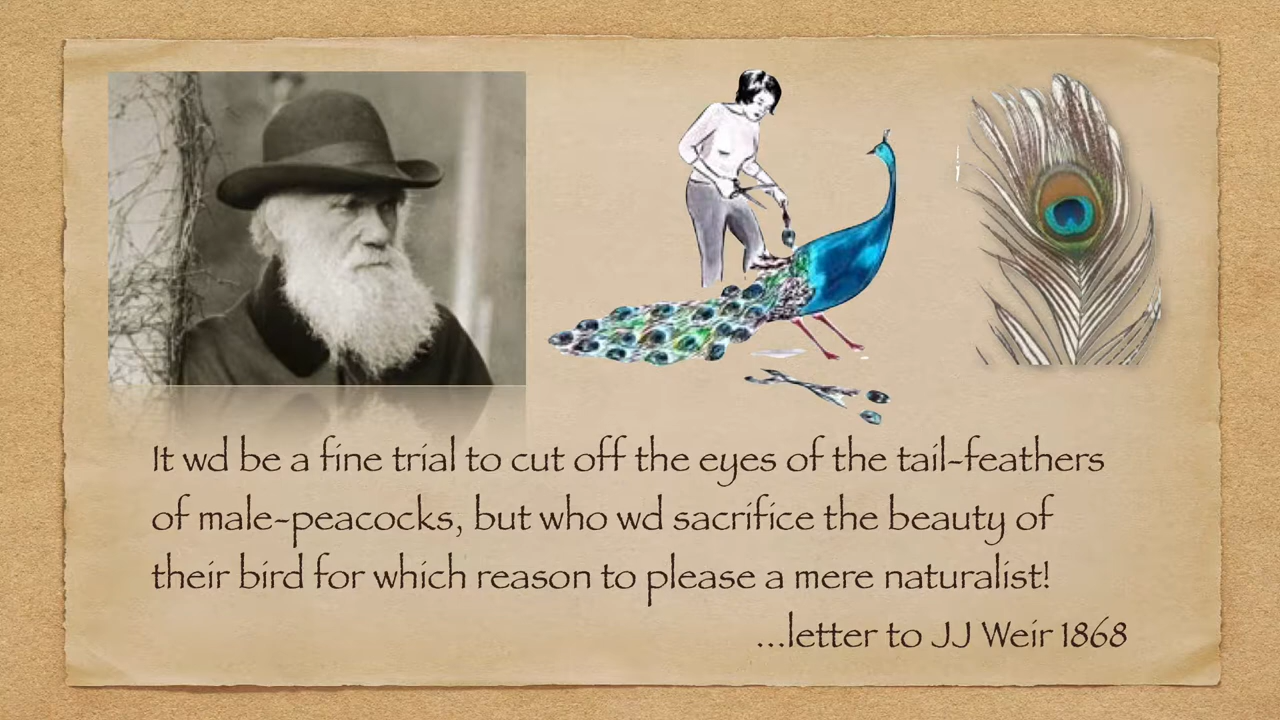 It wd be a fine trial to cut off the eyes of the tail-feathers
of male-peacocks, but who wd sacrifice the beauty of
their bird for which reason to please a mere naturalist!
...letter to JJ Weir 1868